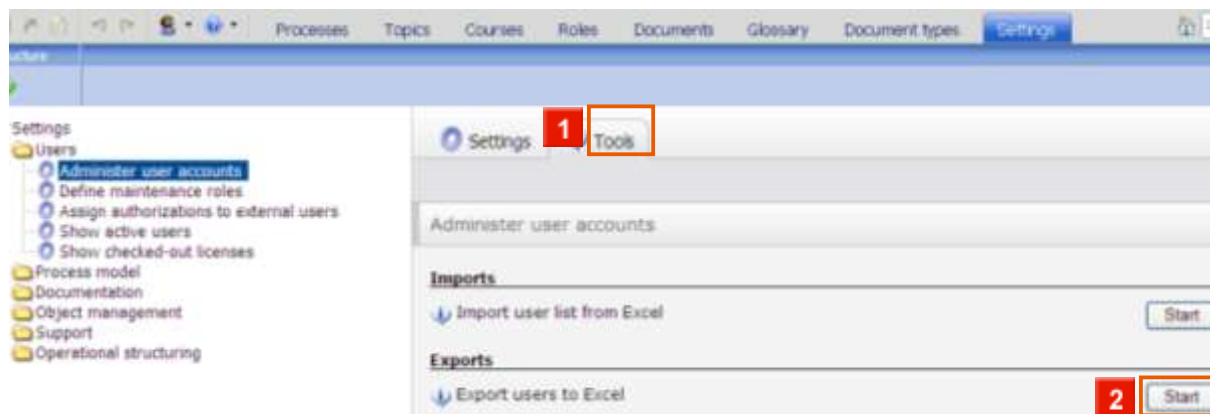 Processes Topics Courses Roles Documents Glossary Document types Settings
Settings
Users
Administer user accounts
Define maintenance roles
Assign authorizations to external users
Show active users
Show checked-out licenses
Process model
Documentation
Object management
Support
Operational structuring
Settings 1 Tools
Administer user accounts
Imports
Import user list from Excel Start
Exports
Export users to Excel 2 Start